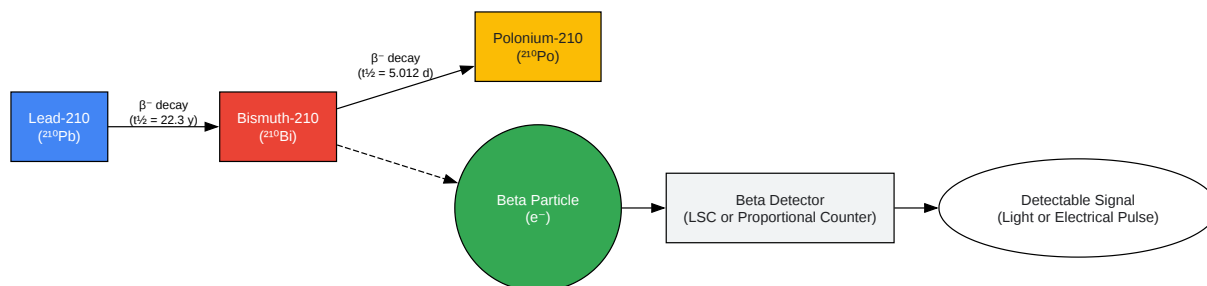 Lead-210
(²¹⁰Pb)
β⁻ decay
(t½ = 22.3 y)
Bismuth-210
(²¹⁰Bi)
β⁻ decay
(t½ = 5.012 d)
Polonium-210
(²¹⁰Po)
Beta Particle
(e⁻)
Beta Detector
(LSC or Proportional Counter)
Detectable Signal
(Light or Electrical Pulse)